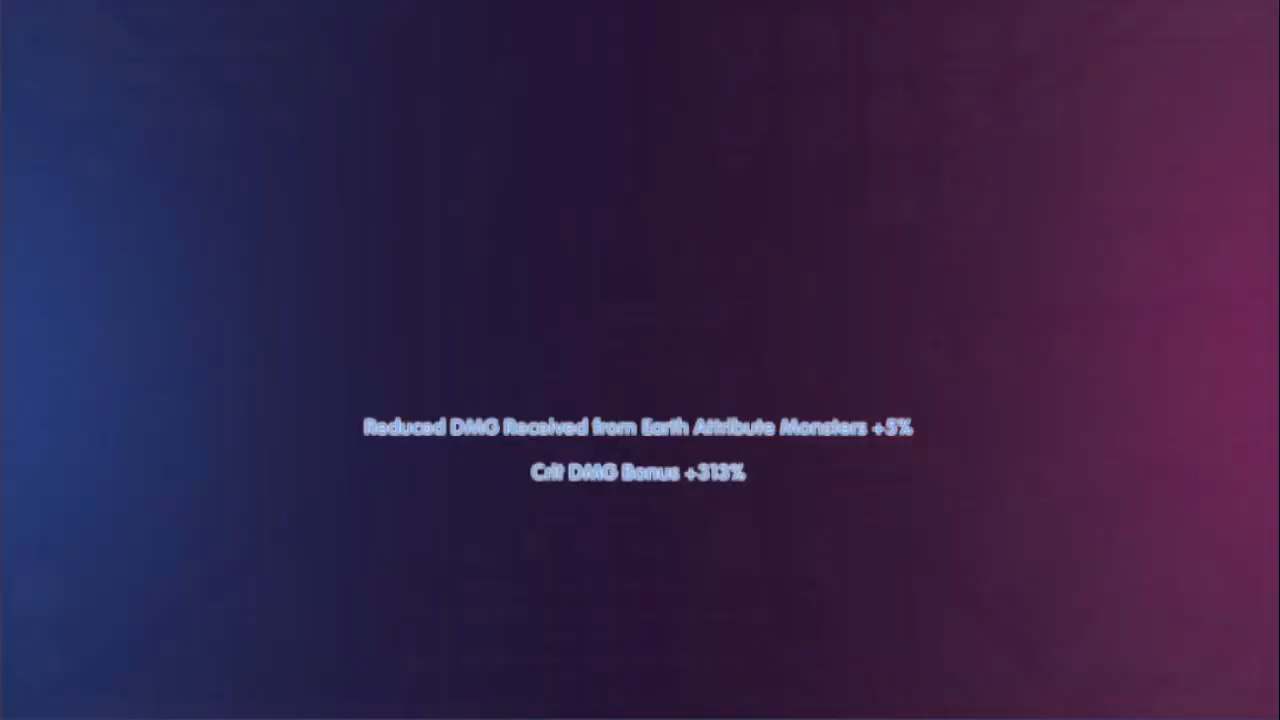 Reduced DMG Received from Earth Attribute Monsters +5%
Crit DMG Bonus +313%